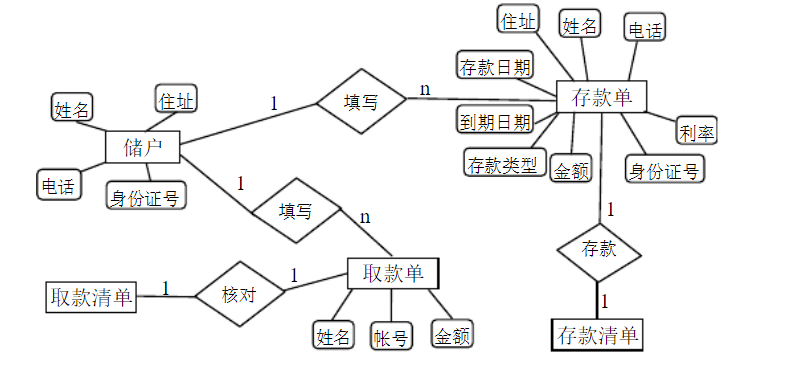 住址
姓名
电话
存款日期
1
填写
n
存款单
姓名
住址
到期日期
利率
储户
存款类型
金额
身份证号
电话
身份证号
1
填写
n
1
存款
取款清单
1
核对
1
取款单
1
姓名
帐号
金额
存款清单